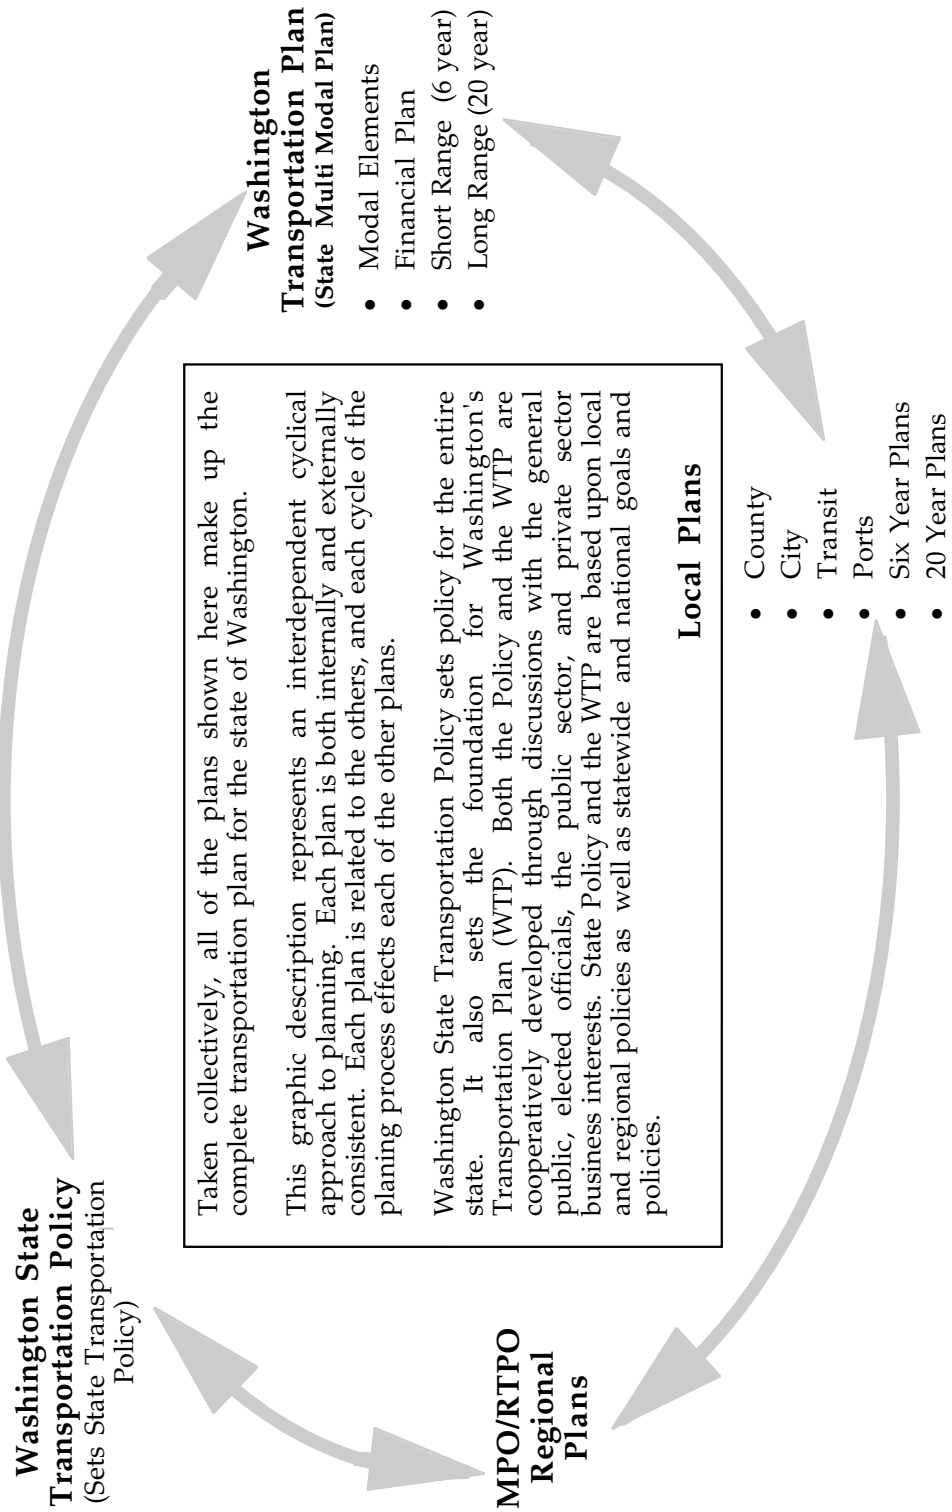 Washington State
Transportation Policy
(Sets State Transportation
Policy)
Washington
Transportation Plan
(State Multi Modal Plan)
• Modal Elements
• Financial Plan
• Short Range (6 year)
• Long Range (20 year)
Taken collectively, all of the plans shown here make up the
complete transportation plan for the state of Washington.
This graphic description represents an interdependent cyclical
approach to planning. Each plan is both internally and externally
consistent. Each plan is related to the others, and each cycle of the
planing process effects each of the other plans.
Washington State Transportation Policy sets policy for the entire
state. It also sets the foundation for Washington's
Transportation Plan (WTP). Both the Policy and the WTP are
cooperatively developed through discussions with the general
public, elected officials, the public sector, and private sector
business interests. State Policy and the WTP are based upon local
and regional policies as well as statewide and national goals and
policies.
MPO/RTPO
Regional
Plans
Local Plans
• County
• City
• Transit
• Ports
• Six Year Plans
• 20 Year Plans